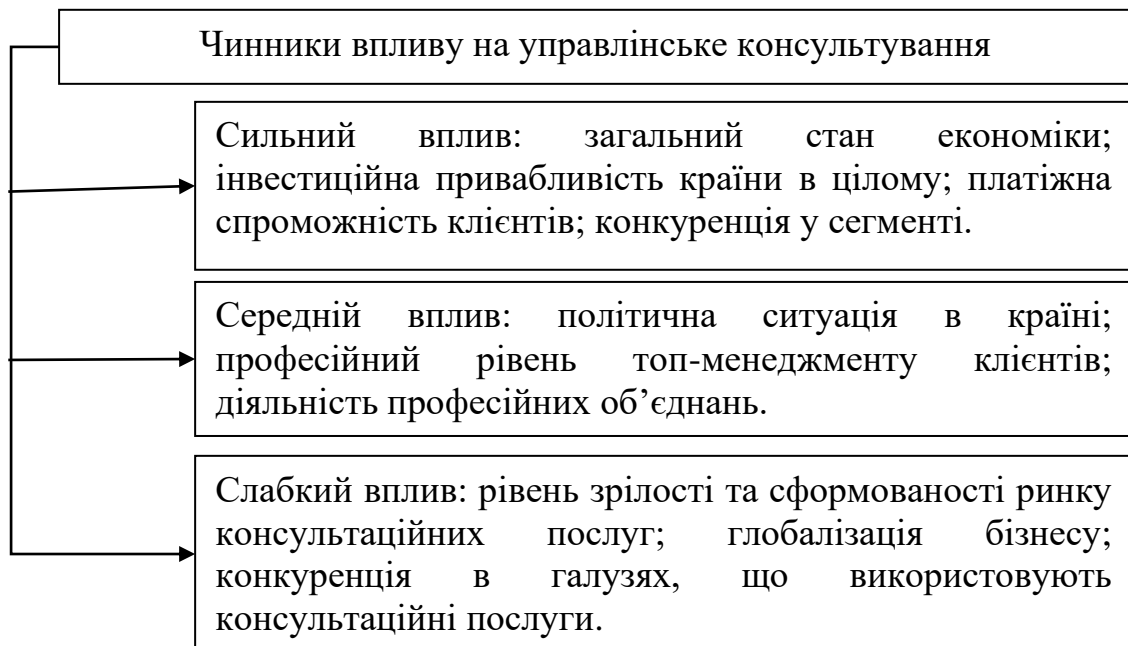 Чинники впливу на управлінське консультування
Сильний вплив: загальний стан економіки;
інвестиційна привабливість країни в цілому; платіжна
спроможність клієнтів; конкуренція у сегменті.
Середній вплив: політична ситуація в країні;
професійний рівень топ-менеджменту клієнтів;
діяльність професійних об’єднань.
Слабкий вплив: рівень зрілості та сформованості ринку
консультаційних послуг; глобалізація бізнесу;
конкуренція в галузях, що використовують
консультаційні послуги.